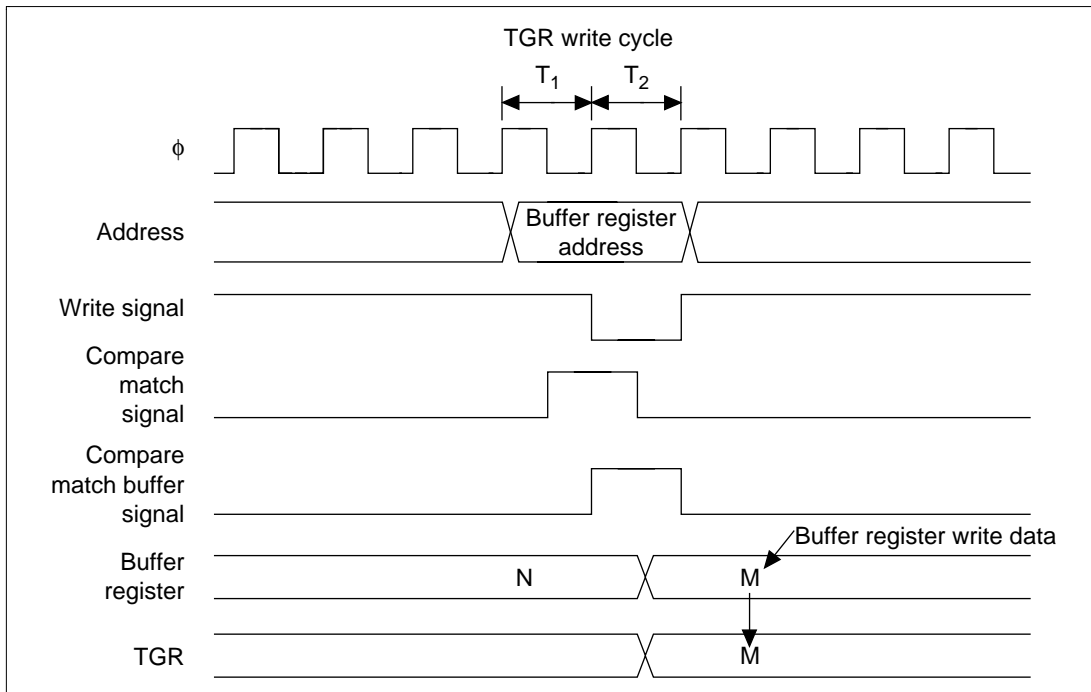 TGR write cycle
T1 T2
ϕ
Address
Buffer register
address
Write signal
Compare
match
signal
Compare
match buffer
signal
Buffer register write data
Buffer
register
N M
TGR
M